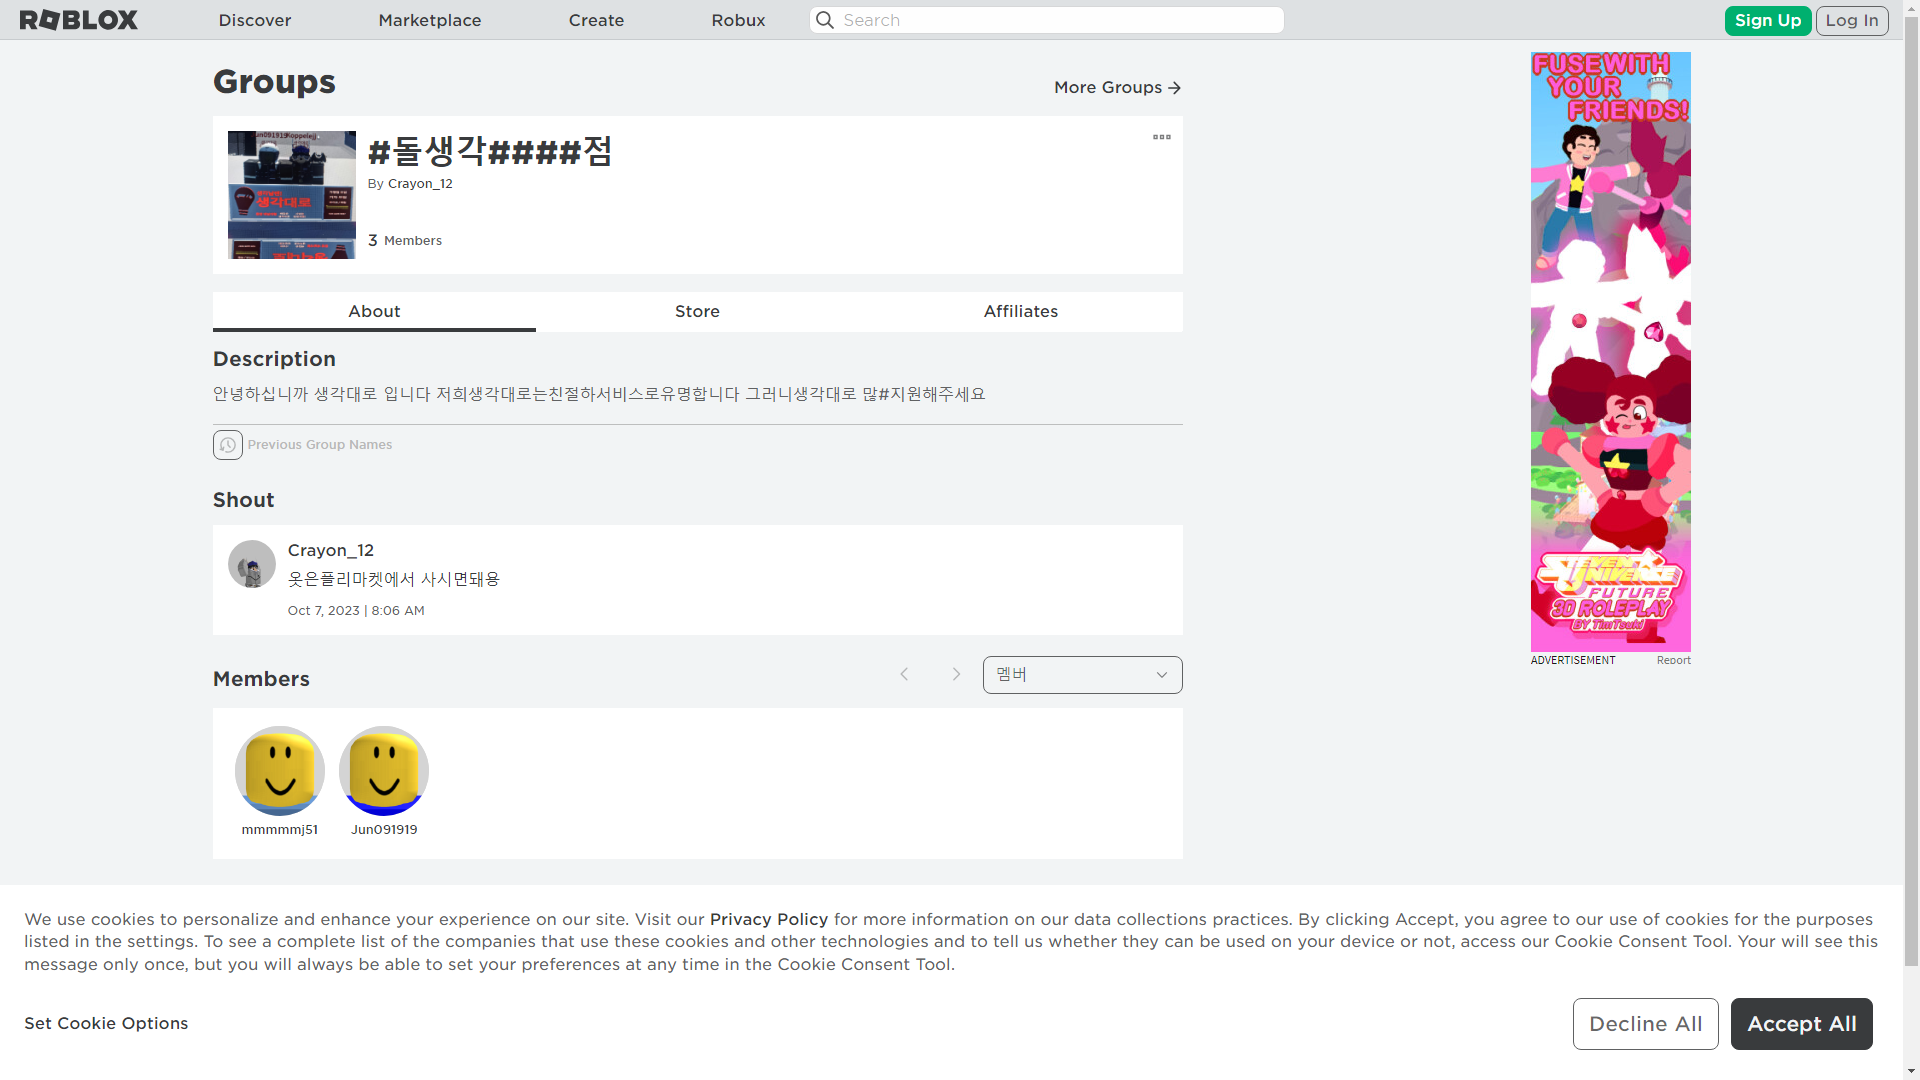 ROBLOX
Discover
Marketplace
Create
Robux
Search
Sign Up
Log In
Groups
More Groups
#돌생각####점
By Crayon_12
3 Members
생각대로
About
Store
Affiliates
Description
안녕하십니까 생각대로 입니다 저희생각대로는친절하서비스로유명합니다 그러니생각대로 많#지원해주세요
Previous Group Names
Shout
Crayon_12
옷은플리마켓에서 사시면돼용
Oct 7, 2023 | 8:06 AM
Members
멤버
mmmmmj51
Jun091919
FUSE WITH
YOUR
FRIENDS!
STEVEN
UNIVERSE
FUTURE
3D ROLEPLAY
BY TimTsuki
ADVERTISEMENT
Report
We use cookies to personalize and enhance your experience on our site. Visit our Privacy Policy for more information on our data collections practices. By clicking Accept, you agree to our use of cookies for the purposes
listed in the settings. To see a complete list of the companies that use these cookies and other technologies and to tell us whether they can be used on your device or not, access our Cookie Consent Tool. Your will see this
message only once, but you will always be able to set your preferences at any time in the Cookie Consent Tool.
Set Cookie Options
Decline All
Accept All